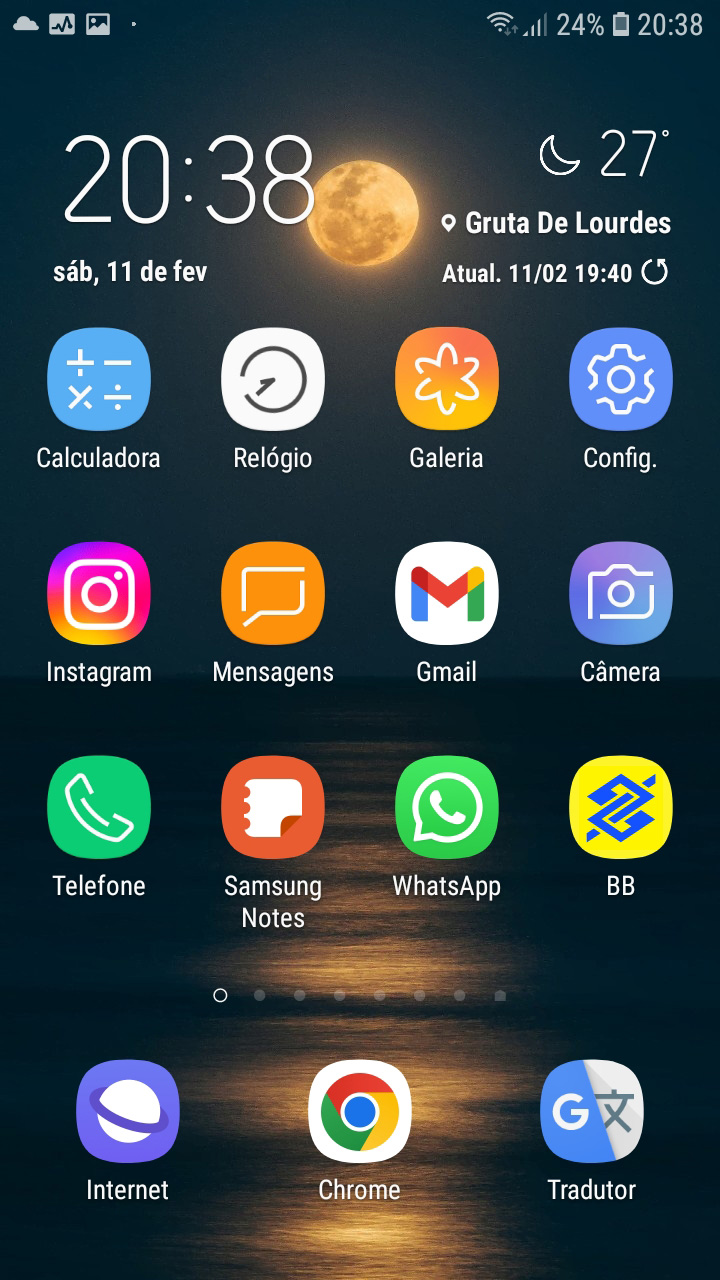 24% 20:38
20:38
27°
Gruta De Lourdes
sáb, 11 de fev
Atual. 11/02 19:40
Calculadora Relógio Galeria Config.
Instagram Mensagens Gmail Câmera
Telefone Samsung Notes WhatsApp BB
G 文
Internet Chrome Tradutor